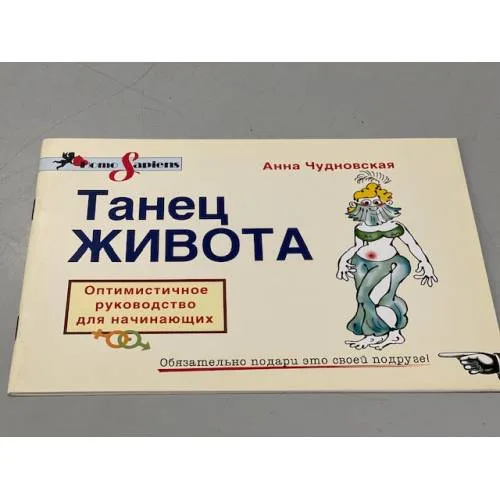 Homo Sapiens
Анна Чудновская
Танец
ЖИВОТА
Оптимистичное
руководство
для начинающих
Обязательно подари это своей подруге!